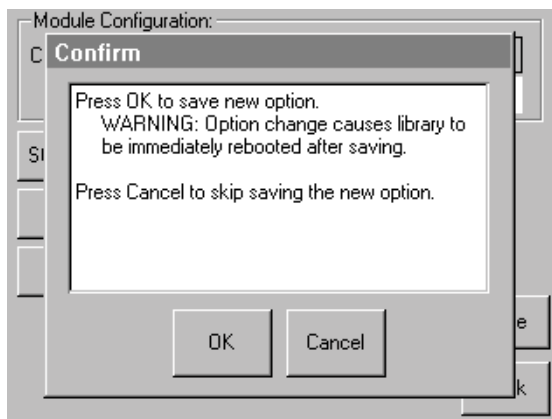 Module Configuration:
Confirm
Press OK to save new option.
WARNING: Option change causes library to
be immediately rebooted after saving.
Press Cancel to skip saving the new option.
OK
Cancel